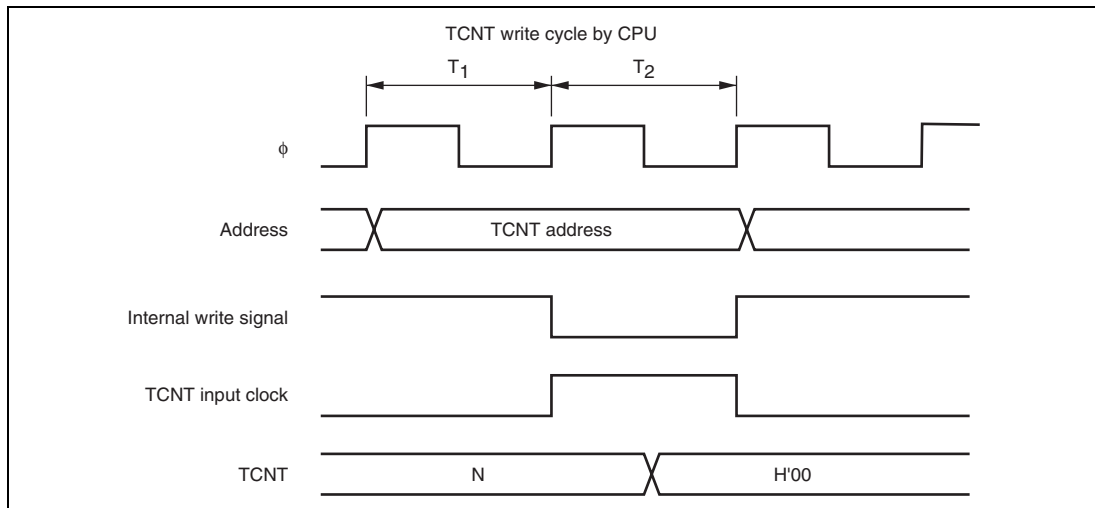 TCNT write cycle by CPU
T1 T2
ϕ
Address TCNT address
Internal write signal
TCNT input clock
TCNT N H'00